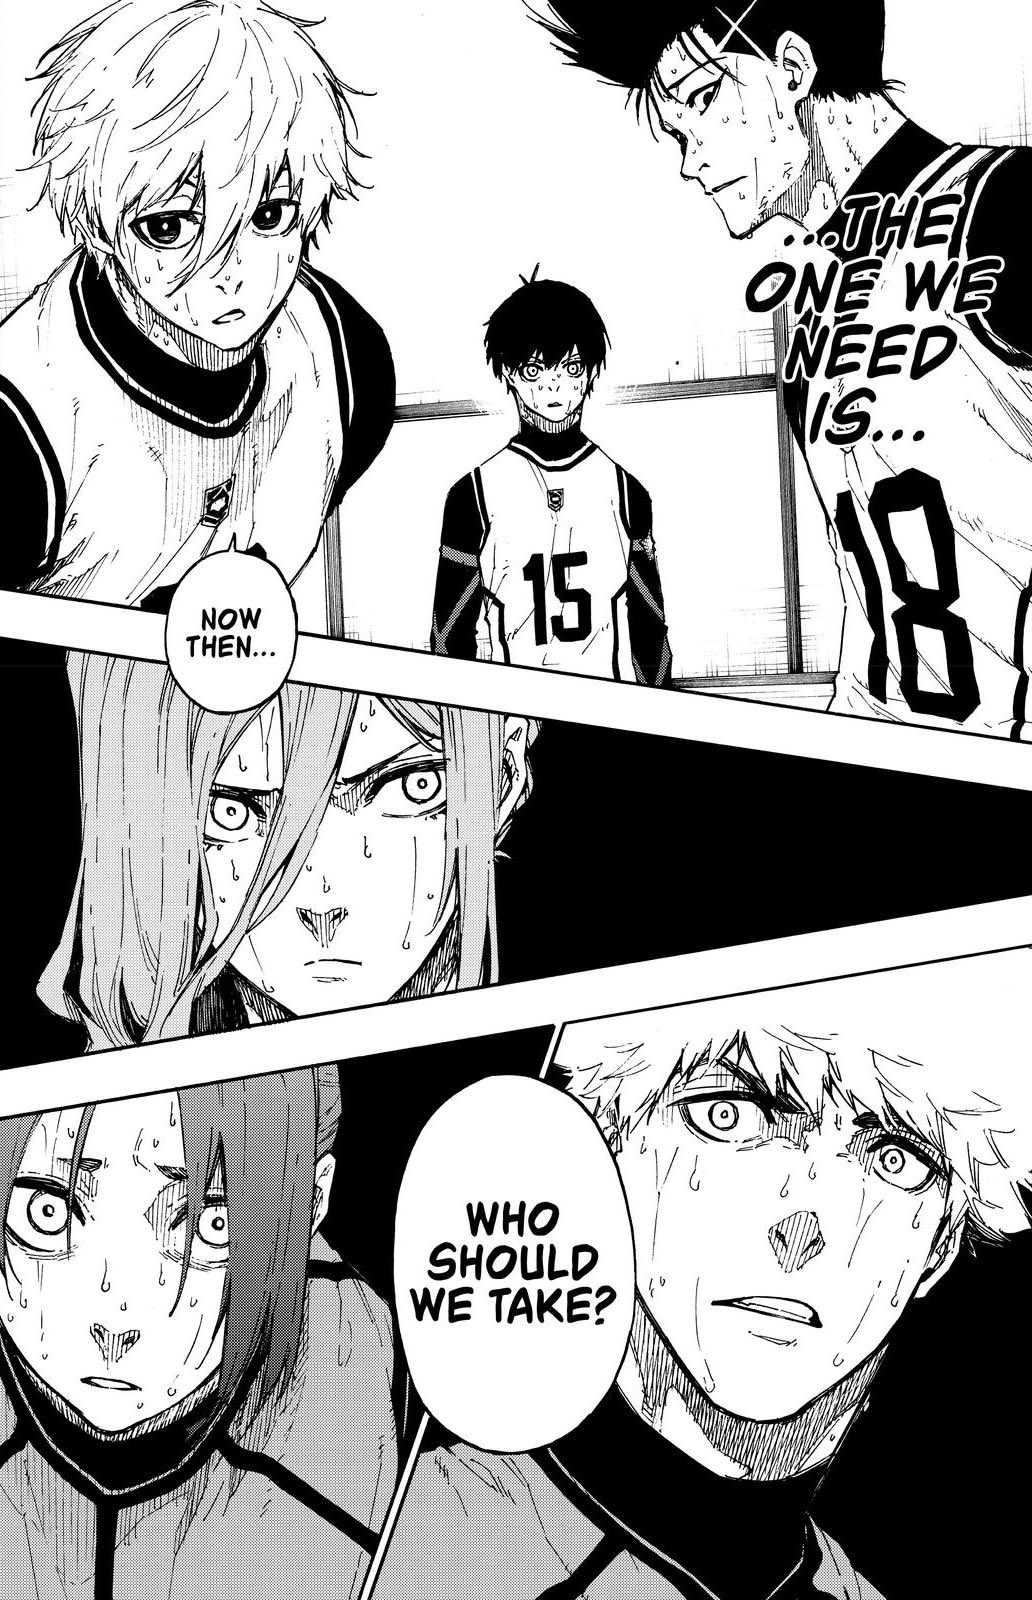 ...THE
ONE WE
NEED
IS...
15
18
NOW
THEN...
WHO
SHOULD
WE TAKE?